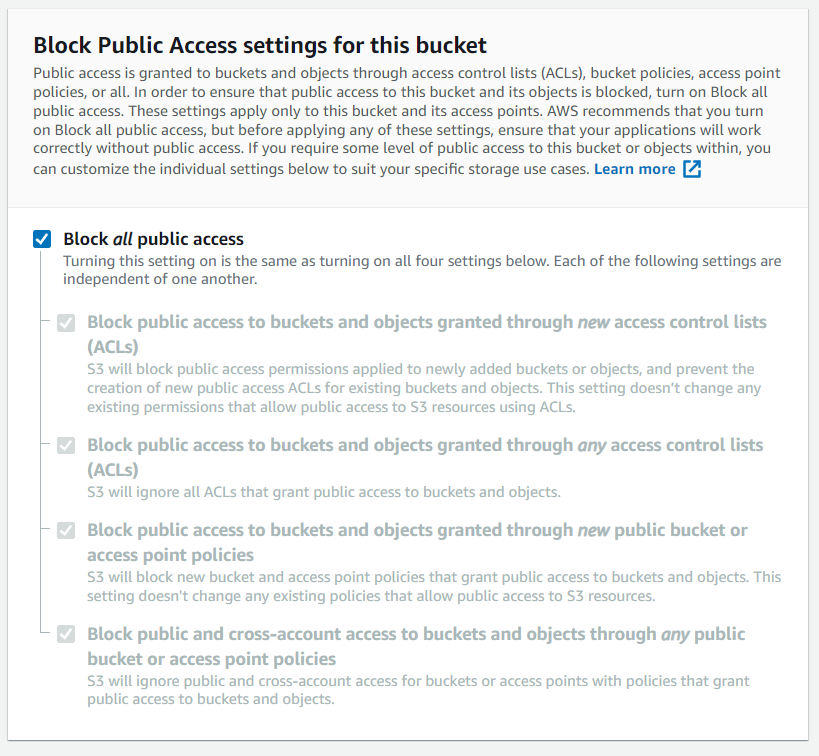 Block Public Access settings for this bucket
Public access is granted to buckets and objects through access control lists (ACLs), bucket policies, access point
policies, or all. In order to ensure that public access to this bucket and its objects is blocked, turn on Block all
public access. These settings apply only to this bucket and its access points. AWS recommends that you turn
on Block all public access, but before applying any of these settings, ensure that your applications will work
correctly without public access. If you require some level of public access to this bucket or objects within, you
can customize the individual settings below to suit your specific storage use cases. Learn more
Block all public access
Turning this setting on is the same as turning on all four settings below. Each of the following settings are
independent of one another.
Block public access to buckets and objects granted through new access control lists
(ACLs)
S3 will block public access permissions applied to newly added buckets or objects, and prevent the
creation of new public access ACLs for existing buckets and objects. This setting doesn’t change any
existing permissions that allow public access to S3 resources using ACLs.
Block public access to buckets and objects granted through any access control lists
(ACLs)
S3 will ignore all ACLs that grant public access to buckets and objects.
Block public access to buckets and objects granted through new public bucket or
access point policies
S3 will block new bucket and access point policies that grant public access to buckets and objects. This
setting doesn't change any existing policies that allow public access to S3 resources.
Block public and cross-account access to buckets and objects through any public
bucket or access point policies
S3 will ignore public and cross-account access for buckets or access points with policies that grant
public access to buckets and objects.